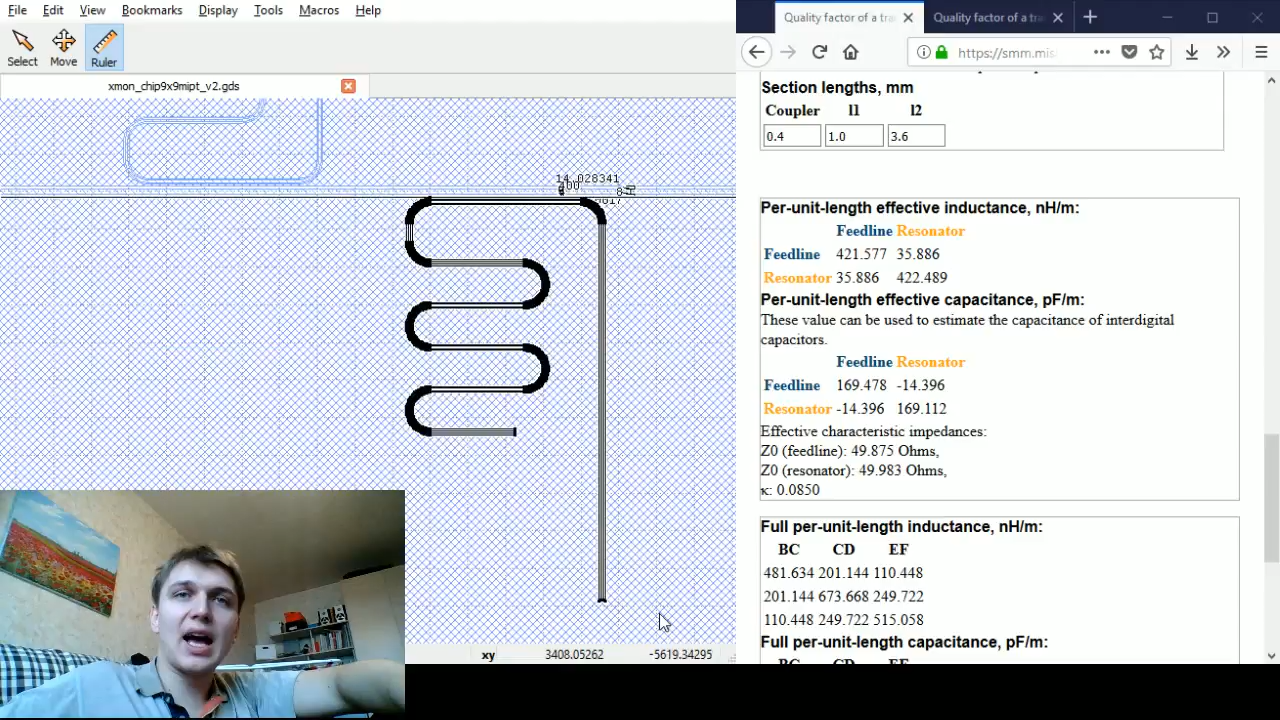 File Edit View Bookmarks Display Tools Macros Help
Select Move Ruler
xmon_chip9x9mipt_v2.gds
14.028341
400
xy 3408.05262 -5619.34295
Quality factor of a tra
Quality factor of a tra
https://smm.mis
Section lengths, mm
Coupler l1 l2
0.4 1.0 3.6
Per-unit-length effective inductance, nH/m:
Feedline Resonator
Feedline 421.577 35.886
Resonator 35.886 422.489
Per-unit-length effective capacitance, pF/m:
These value can be used to estimate the capacitance of interdigital
capacitors.
Feedline Resonator
Feedline 169.478 -14.396
Resonator -14.396 169.112
Effective characteristic impedances:
Z0 (feedline): 49.875 Ohms,
Z0 (resonator): 49.983 Ohms,
κ: 0.0850
Full per-unit-length inductance, nH/m:
BC CD EF
481.634 201.144 110.448
201.144 673.668 249.722
110.448 249.722 515.058
Full per-unit-length capacitance, pF/m:
BC CD EF